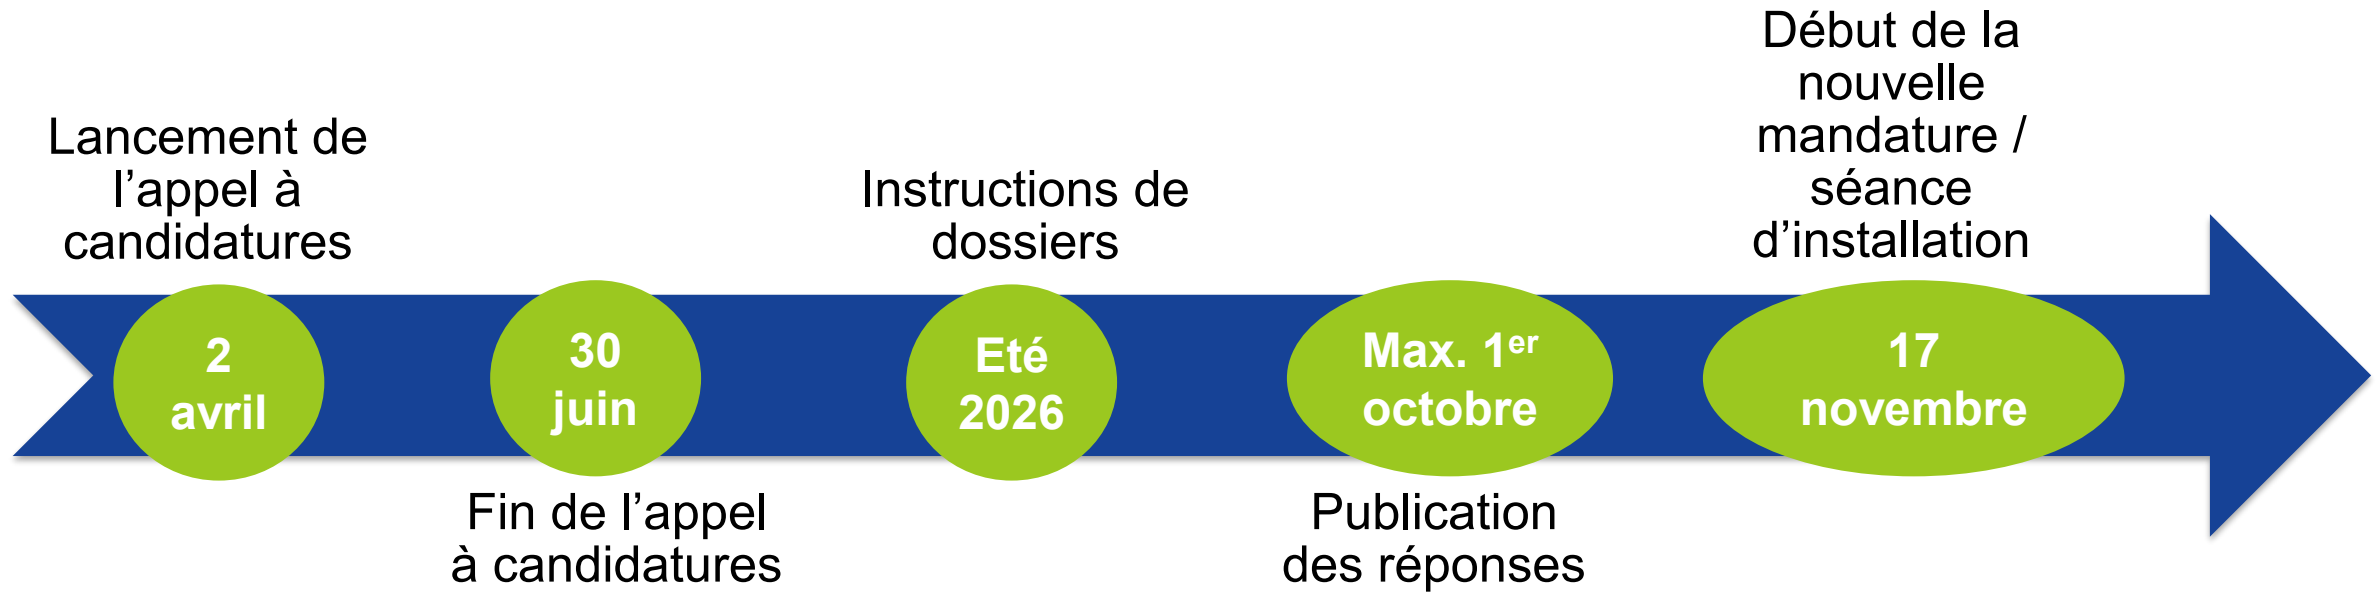 Lancement de
l’appel à
candidatures
2
avril
30
juin
Fin de l’appel
à candidatures
Instructions de
dossiers
Eté
2026
Max. 1er
octobre
Publication
des réponses
Début de la
nouvelle
mandature /
séance
d’installation
17
novembre